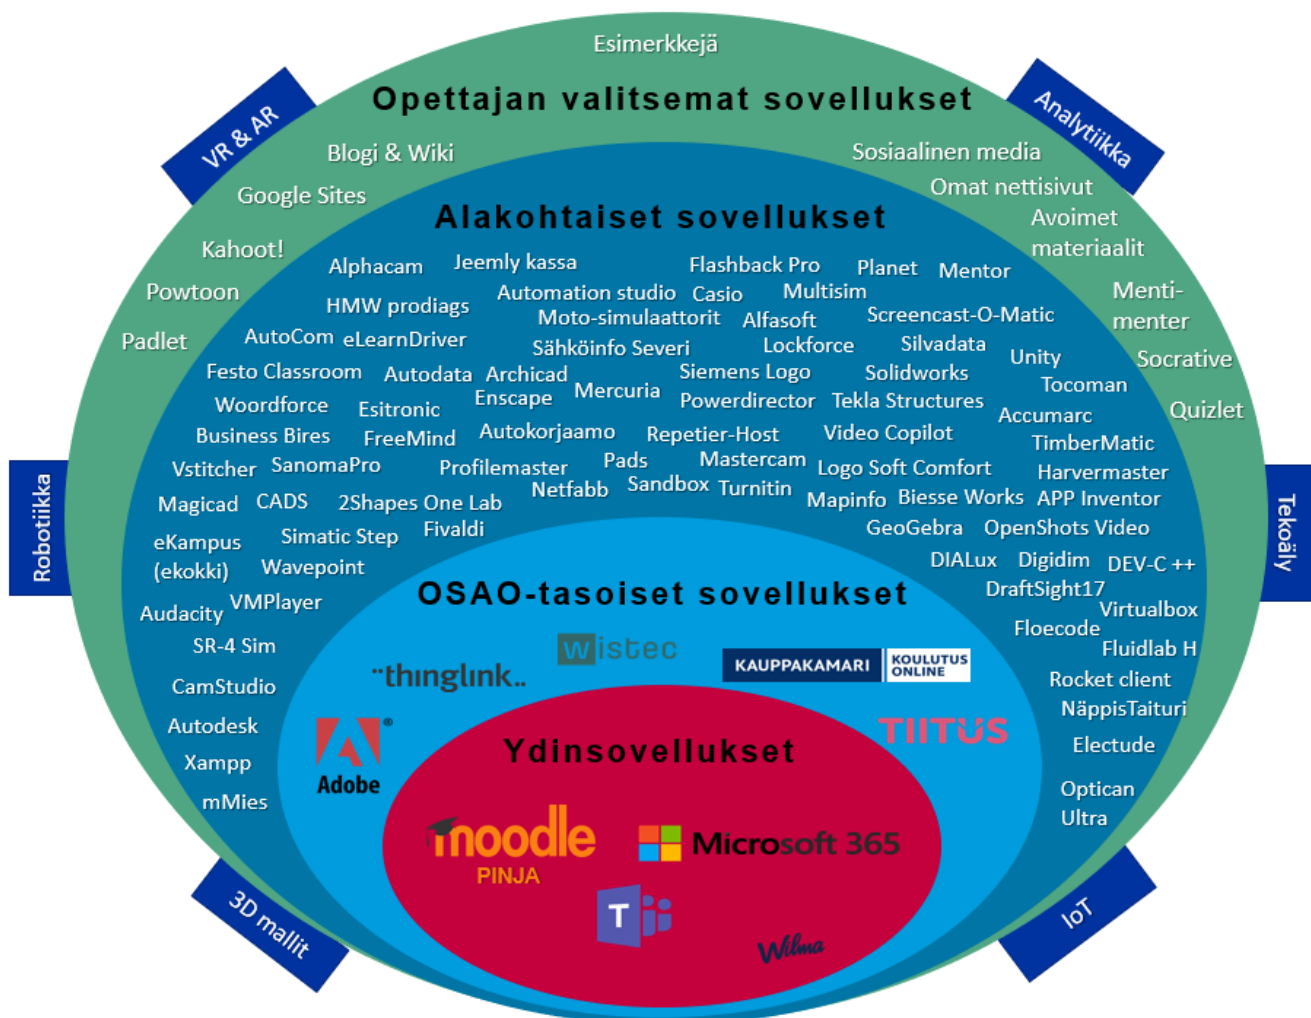 Esimerkkejä
Opettajan valitsemat sovellukset
VR & AR
Analytiikka
Blogi & Wiki
Sosiaalinen media
Google Sites
Omat nettisivut
Kahoot!
Avoimet
materiaalit
Powtoon
Menti-
menter
Padlet
Socrative
Quizlet
Robotiikka
Tekoäly
3D mallit
IoT
Alakohtaiset sovellukset
Alphacam Jeemly kassa Flashback Pro Planet Mentor
HMW prodiags Automation studio Casio Multisim
Moto-simulaattorit Alfasoft Screencast-O-Matic
AutoCom eLearnDriver Sähköinfo Severi Lockforce Silvadata Unity
Festo Classroom Autodata Archicad Siemens Logo Solidworks Tocoman
Woordforce Esitronic Enscape Mercuria Powerdirector Tekla Structures Accumarc
Business Bires FreeMind Autokorjaamo Repetier-Host Video Copilot TimberMatic
Vstitcher SanomaPro Profilemaster Pads Mastercam Logo Soft Comfort Harvermaster
Magicad CADS 2Shapes One Lab Netfabb Sandbox Turnitin Mapinfo Biesse Works APP Inventor
Simatic Step Fivaldi GeoGebra OpenShots Video
eKampus
(ekokki)
Wavepoint DIALux Digidim DEV-C ++
DraftSight17
Audacity VMPlayer Virtualbox
SR-4 Sim Floecode Fluidlab H
CamStudio Rocket client
Autodesk NäppisTaituri
Xampp Electude
mMies Optican
Ultra
OSAO-tasoiset sovellukset
wistec
¨thinglink..
KAUPPAKAMARI KOULUTUS
ONLINE
Adobe
®
TIITUS
Ydinsovellukset
moodle
PINJA
Microsoft 365
T
Wilma